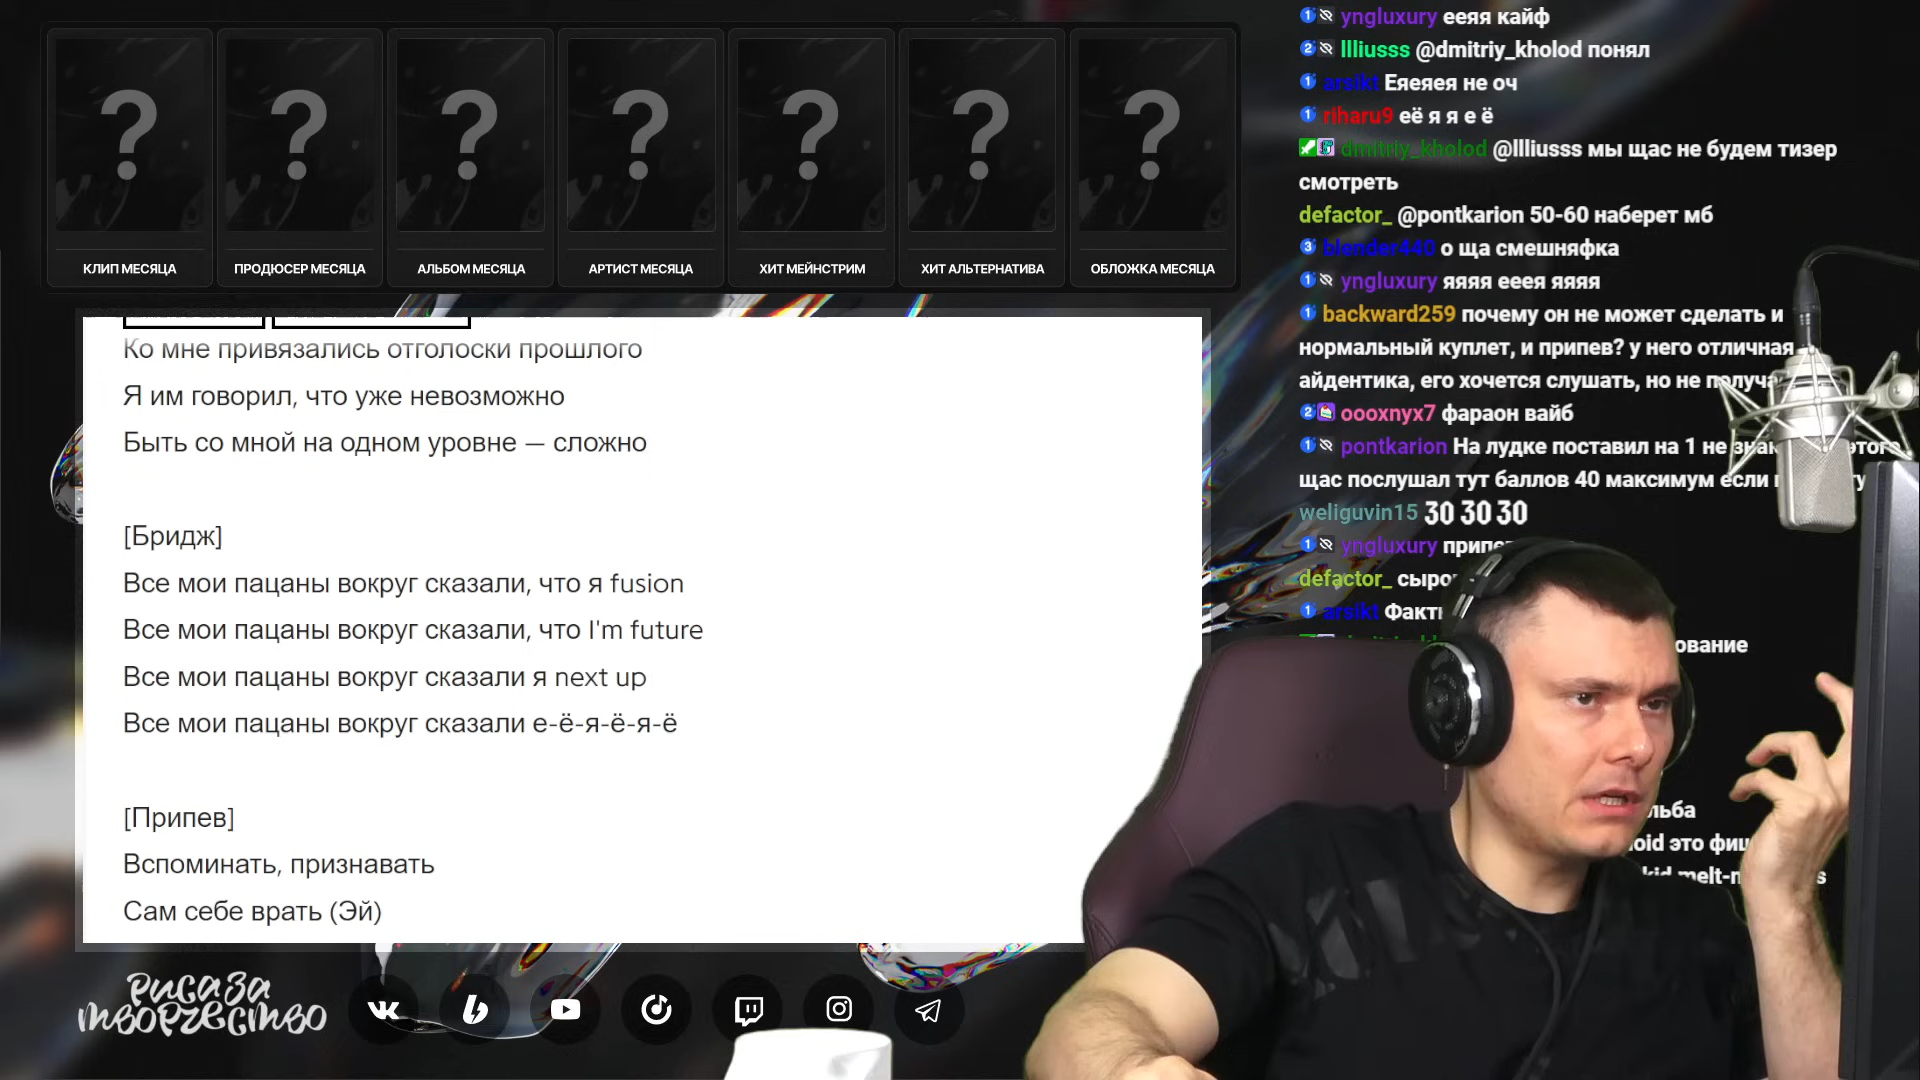 КЛИП МЕСЯЦА
ПРОДЮСЕР МЕСЯЦА
АЛЬБОМ МЕСЯЦА
АРТИСТ МЕСЯЦА
ХИТ МЕЙНСТРИМ
ХИТ АЛЬТЕРНАТИВА
ОБЛОЖКА МЕСЯЦА
Ко мне привязались отголоски прошлого
Я им говорил, что уже невозможно
Быть со мной на одном уровне — сложно
[Бридж]
Все мои пацаны вокруг сказали, что я fusion
Все мои пацаны вокруг сказали, что I'm future
Все мои пацаны вокруг сказали я next up
Все мои пацаны вокруг сказали е-ё-я-ё-я-ё
[Припев]
Вспоминать, признавать
Сам себе врать (Эй)
РИСАЗА
ТВОРЧЕСТВО
yngluxury ееяя кайф
llliusss @dmitriy_kholod понял
arsikt Еяеяея не оч
riharu9 её я я е ё
dmitriy_kholod @llliusss мы щас не будем тизер
смотреть
defactor_ @pontkarion 50-60 наберет мб
blender440 о ща смешняфка
yngluxury яяяя ееея яяяя
backward259 почему он не может сделать и
нормальный куплет, и припев? у него отличная
айдентика, его хочется слушать, но не
oooxnyx7 фараон вайб
pontkarion На лудке поставил на 1 не
щас послушал тут баллов 40 максимум если
weliguvin15 30 30 30
yngluxury
defactor_
arsikt
это